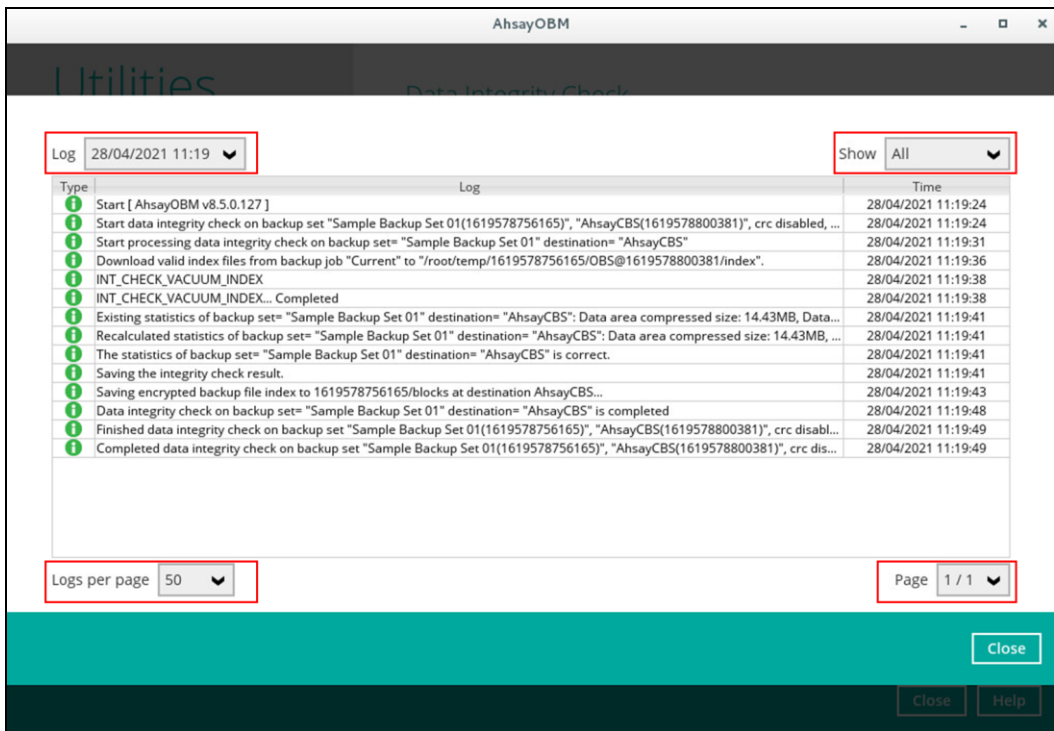 AhsayOBM
Utilities
Data Integrity Check
Log 28/04/2021 11:19
Show All
Type Log Time
Start [ AhsayOBM v8.5.0.127 ] 28/04/2021 11:19:24
Start data integrity check on backup set "Sample Backup Set 01(1619578756165)", "AhsayCBS(1619578800381)", crc disabled, ... 28/04/2021 11:19:24
Start processing data integrity check on backup set= "Sample Backup Set 01" destination= "AhsayCBS" 28/04/2021 11:19:31
Download valid index files from backup job "Current" to "/root/temp/1619578756165/OBS@1619578800381/index". 28/04/2021 11:19:36
INT_CHECK_VACUUM_INDEX 28/04/2021 11:19:38
INT_CHECK_VACUUM_INDEX... Completed 28/04/2021 11:19:38
Existing statistics of backup set= "Sample Backup Set 01" destination= "AhsayCBS": Data area compressed size: 14.43MB, Data... 28/04/2021 11:19:41
Recalculated statistics of backup set= "Sample Backup Set 01" destination= "AhsayCBS": Data area compressed size: 14.43MB, ... 28/04/2021 11:19:41
The statistics of backup set= "Sample Backup Set 01" destination= "AhsayCBS" is correct. 28/04/2021 11:19:41
Saving the integrity check result. 28/04/2021 11:19:41
Saving encrypted backup file index to 1619578756165/blocks at destination AhsayCBS... 28/04/2021 11:19:43
Data integrity check on backup set= "Sample Backup Set 01" destination= "AhsayCBS" is completed 28/04/2021 11:19:48
Finished data integrity check on backup set "Sample Backup Set 01(1619578756165)", "AhsayCBS(1619578800381)", crc disabl... 28/04/2021 11:19:49
Completed data integrity check on backup set "Sample Backup Set 01(1619578756165)", "AhsayCBS(1619578800381)", crc dis... 28/04/2021 11:19:49
Logs per page 50
Page 1 / 1
Close
Close Help